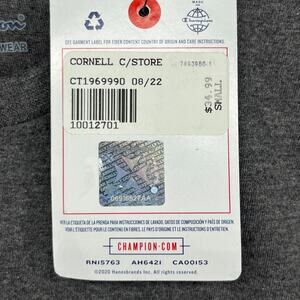 MADE
WEAR
SEE GARMENT LABEL FOR FIBER CONTENT COUNTRY OF ORIGIN AND CARE INSTRUCTIONS
CORNELL C/STORE
7493986-1
CT1969990 08/22
$34.99
SMALL
10012701
0691682TAA
VER LA ETIQUETA DE LA PRENDA PARA INSTRUCCIONES DE LAVADO, DATOS DE COMPOSICIÓN Y PAÍS DE ORIGEN.
VOIR L'ÉTIQUETTE POUR LE CONTENU EN FIBRES, LE PAYS D'ORIGINE ET LES INSTRUCTIONS D'ENTRETIEN.
CHAMPION.COM
RN15763 AH642i CA00153
©2020 Hanesbrands Inc. All rights reserved.